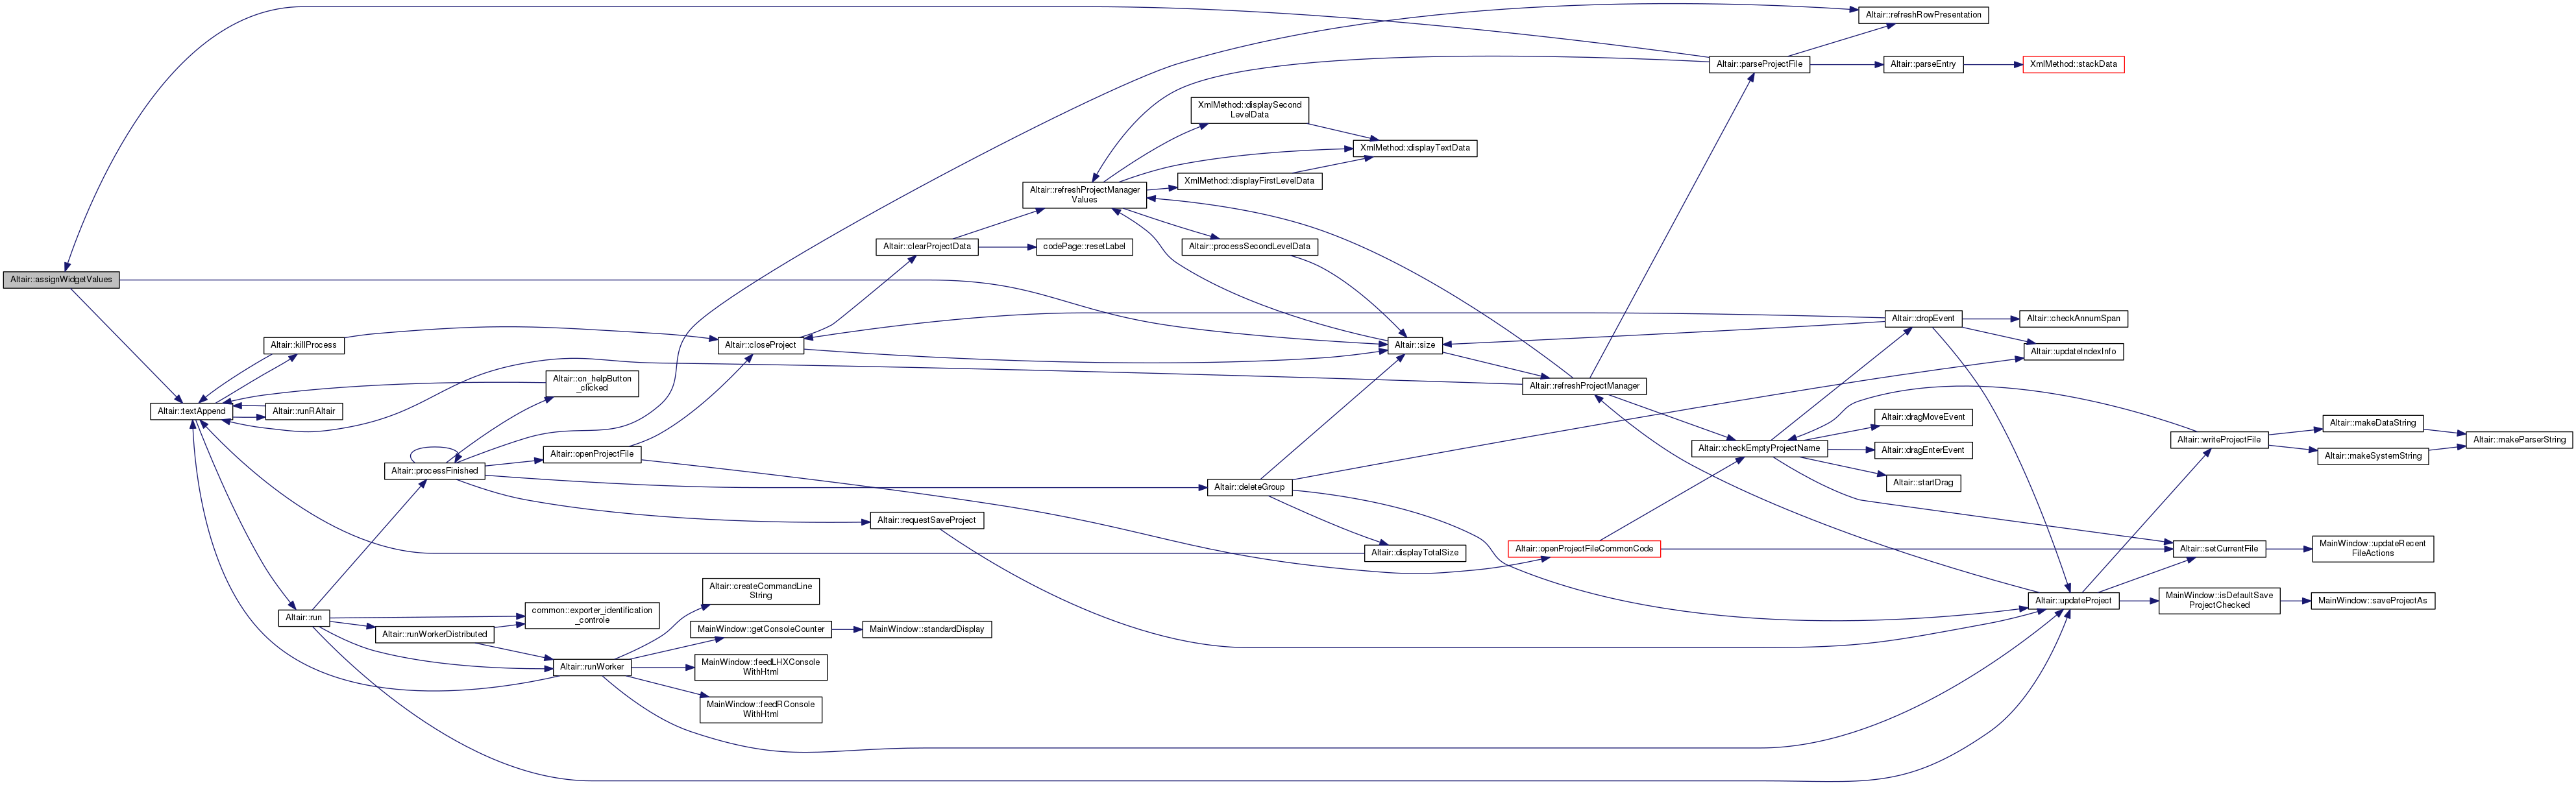 Altair::refreshRowPresentation
Altair::parseProjectFile
Altair::parseEntry
XmlMethod::stackData
XmlMethod::displaySecond
LevelData
XmlMethod::displayTextData
XmlMethod::displayFirstLevelData
Altair::refreshProjectManager
Values
Altair::clearProjectData
codePage::resetLabel
Altair::processSecondLevelData
Altair::assignWidgetValues
Altair::killProcess
Altair::closeProject
Altair::size
Altair::dropEvent
Altair::checkAnnumSpan
Altair::updateIndexInfo
Altair::on_helpButton
_clicked
Altair::refreshProjectManager
Altair::textAppend
Altair::runRAltair
Altair::dragMoveEvent
Altair::makeDataString
Altair::openProjectFile
Altair::checkEmptyProjectName
Altair::dragEnterEvent
Altair::writeProjectFile
Altair::makeParserString
Altair::makeSystemString
Altair::processFinished
Altair::deleteGroup
Altair::startDrag
Altair::requestSaveProject
Altair::displayTotalSize
Altair::openProjectFileCommonCode
Altair::setCurrentFile
MainWindow::updateRecent
FileActions
Altair::createCommandLine
String
Altair::run
common::exporter_identification
_controle
Altair::updateProject
MainWindow::isDefaultSave
ProjectChecked
MainWindow::saveProjectAs
Altair::runWorkerDistributed
MainWindow::getConsoleCounter
MainWindow::standardDisplay
Altair::runWorker
MainWindow::feedLHXConsole
WithHtml
MainWindow::feedRConsole
WithHtml